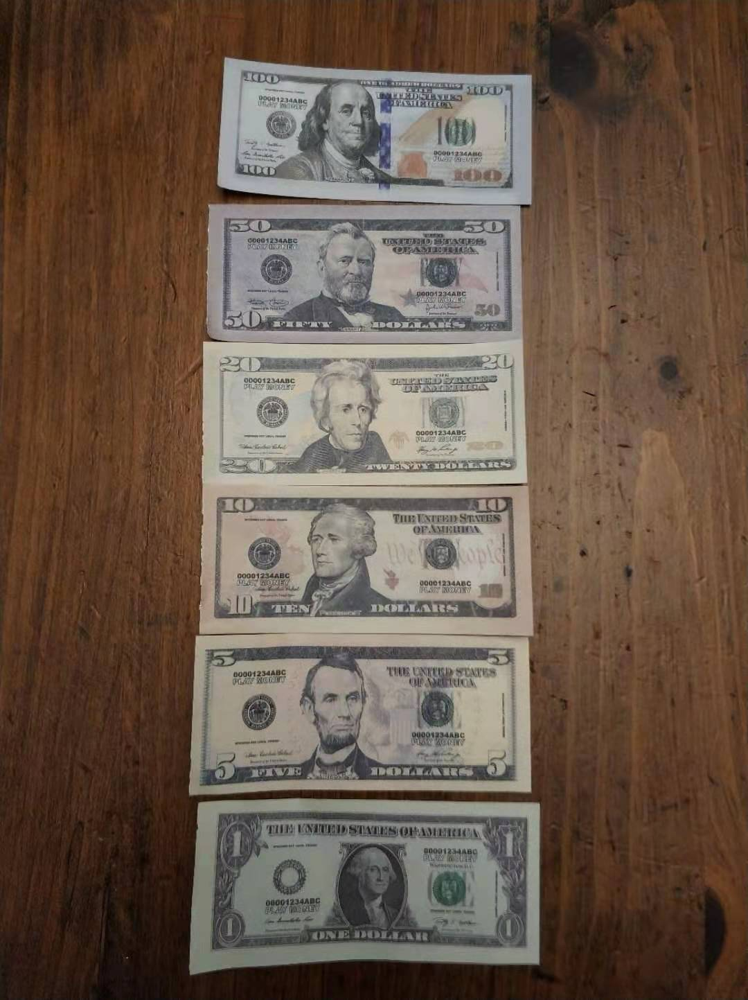 100
ONE HUNDRED DOLLARS
THE
UNITED STATES
OF AMERICA
100
00001234ABC
PLAY MONEY
100
00001234ABC
PLAY MONEY
100
100
50
50
00001234ABC
PLAY MONEY
THE
UNITED STATES
OF AMERICA
00001234ABC
PLAY MONEY
50
50
FIFTY
DOLLARS
20
20
00001234ABC
PLAY MONEY
THE
UNITED STATES
OF AMERICA
00001234ABC
PLAY MONEY
20
20
TWENTY DOLLARS
10
10
THE UNITED STATES
OF AMERICA
We
People
00001234ABC
PLAY MONEY
00001234ABC
PLAY MONEY
10
10
TEN
DOLLARS
5
5
00001234ABC
PLAY MONEY
THE UNITED STATES
OF AMERICA
00001234ABC
PLAY MONEY
5
FIVE
DOLLARS
5
1
THE UNITED STATES OF AMERICA
1
00001234ABC
PLAY MONEY
WASHINGTON, D.C.
00001234ABC
PLAY MONEY
1
ONE DOLLAR
1